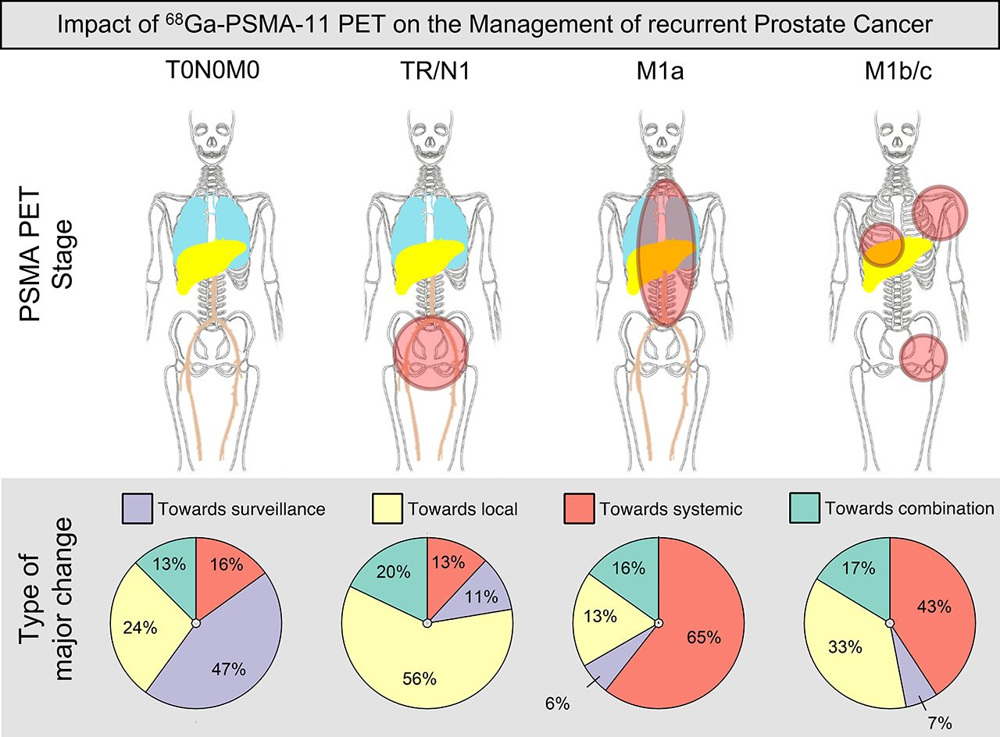 Impact of ⁶⁸Ga-PSMA-11 PET on the Management of recurrent Prostate Cancer
T0N0M0
TR/N1
M1a
M1b/c
PSMA PET
Stage
Towards surveillance
Towards local
Towards systemic
Towards combination
Type of
major change
13%
16%
24%
47%
20%
13%
11%
56%
16%
13%
65%
6%
17%
43%
33%
7%